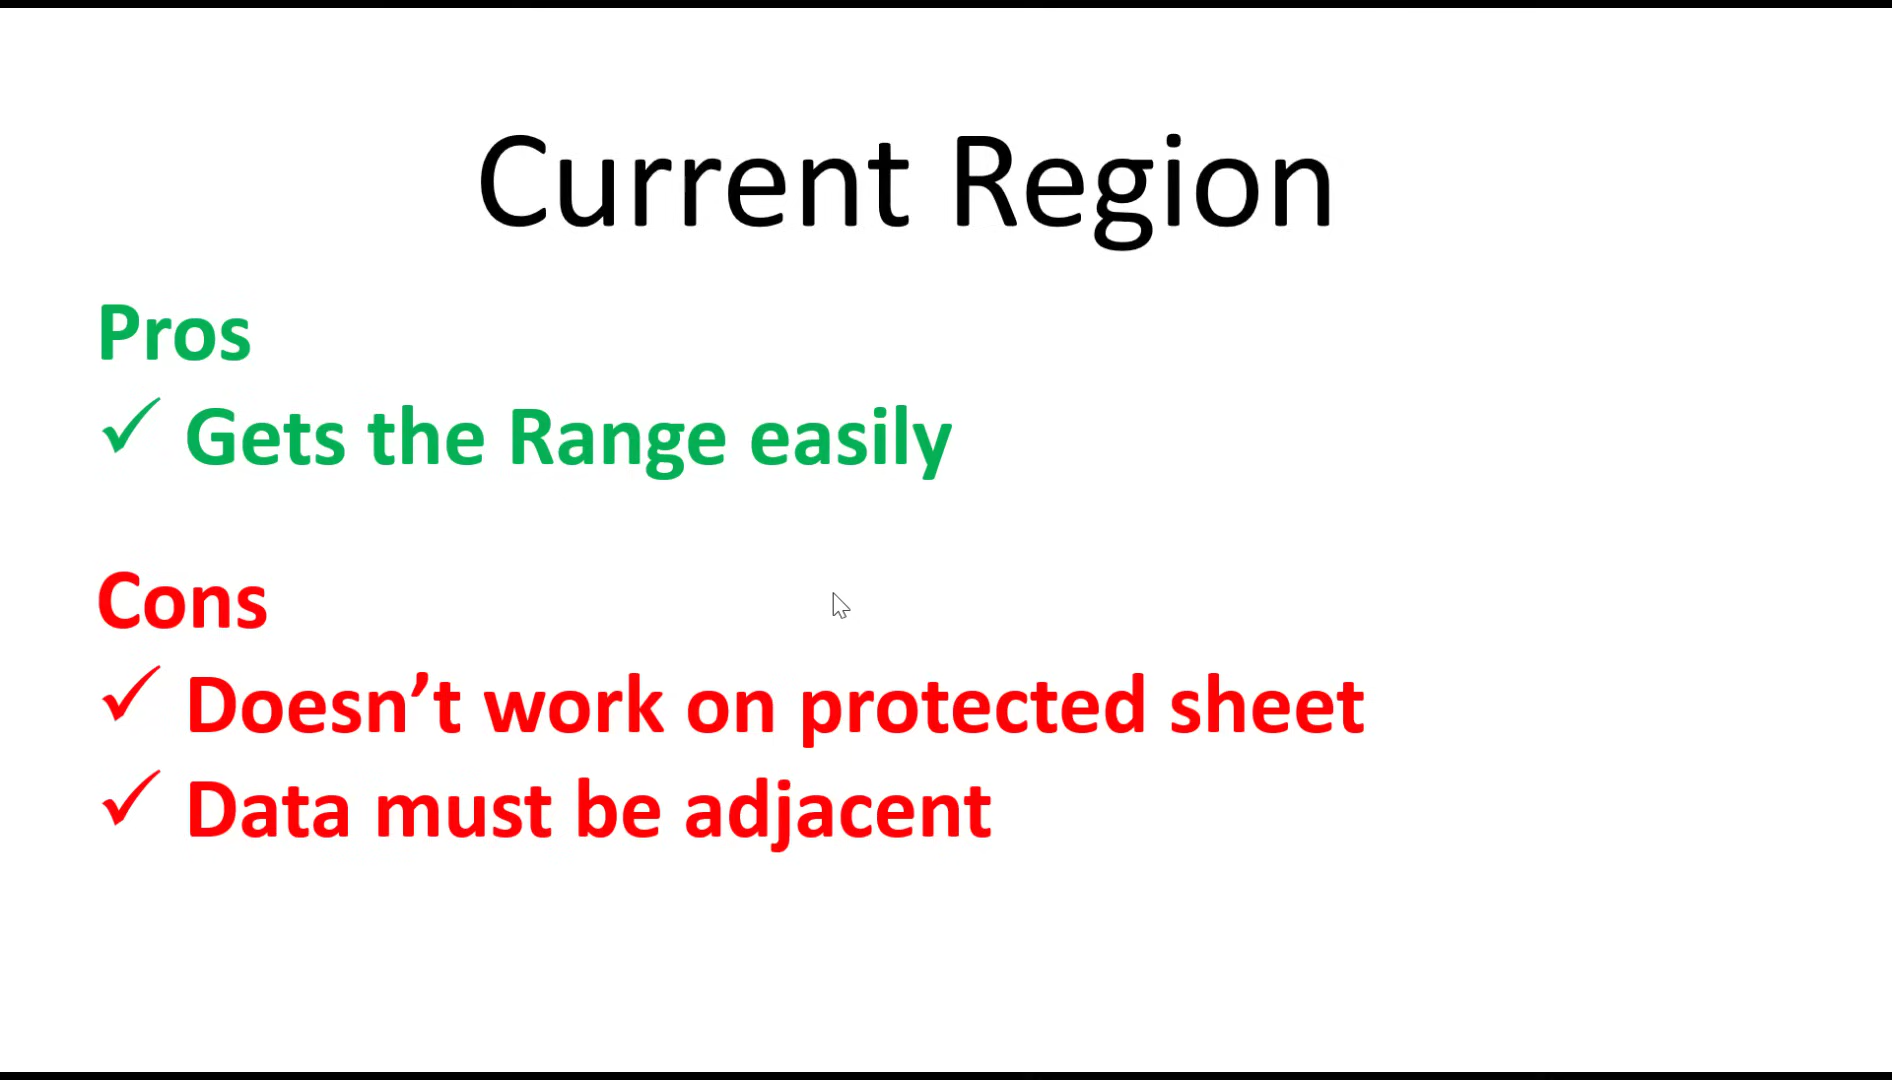 Current Region
Pros
✓ Gets the Range easily
Cons
✓ Doesn’t work on protected sheet
✓ Data must be adjacent